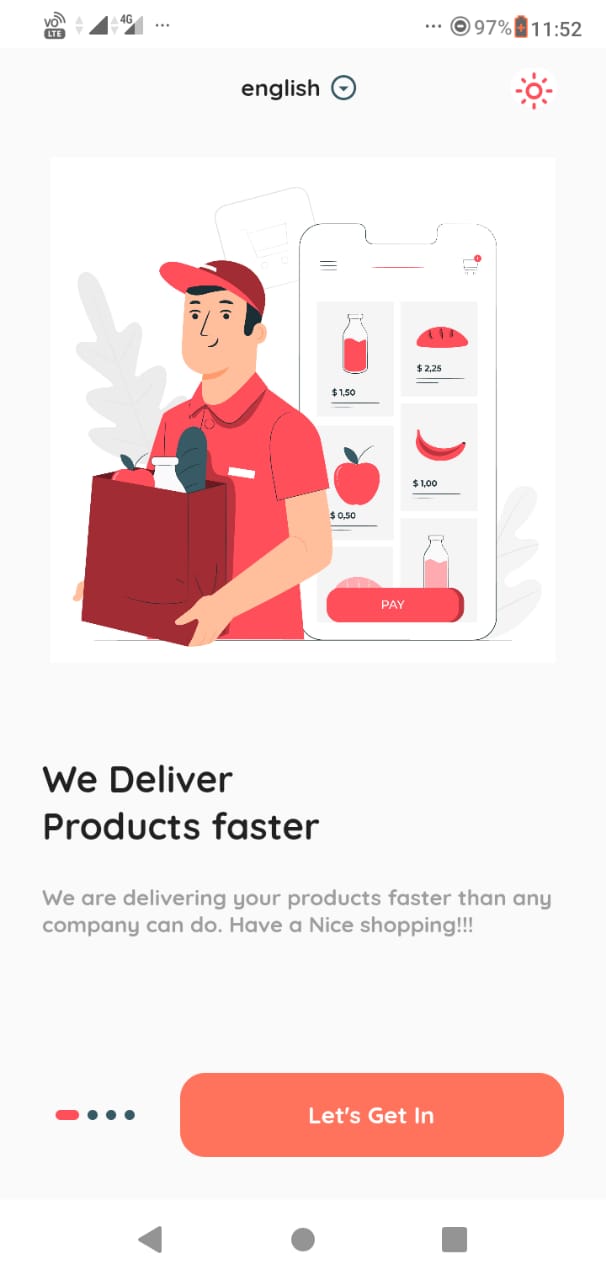 VO LTE 4G ... ... 97% 11:52
english
$ 1,50
$ 2,25
$ 0,50
$ 1,00
PAY
We Deliver
Products faster
We are delivering your products faster than any
company can do. Have a Nice shopping!!!
Let's Get In